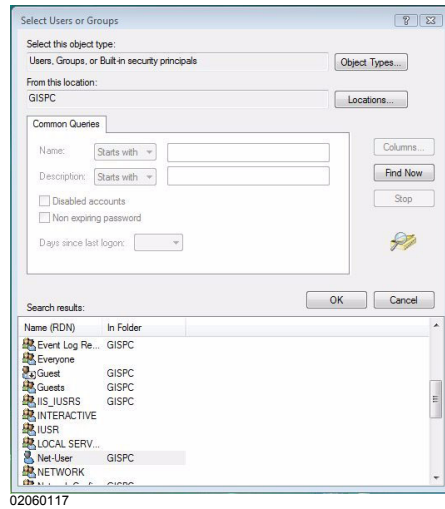 Select Users or Groups
Select this object type:
Users, Groups, or Built-in security principals
Object Types...
From this location:
GISPC
Locations...
Common Queries
Name: Starts with
Columns...
Description: Starts with
Find Now
Disabled accounts
Stop
Non expiring password
Days since last logon:
OK Cancel
Search results:
Name (RDN) In Folder
Event Log Re... GISPC
Everyone
Guest GISPC
Guests GISPC
IIS_IUSRS GISPC
INTERACTIVE
IUSR
LOCAL SERV...
Net-User GISPC
NETWORK
02060117